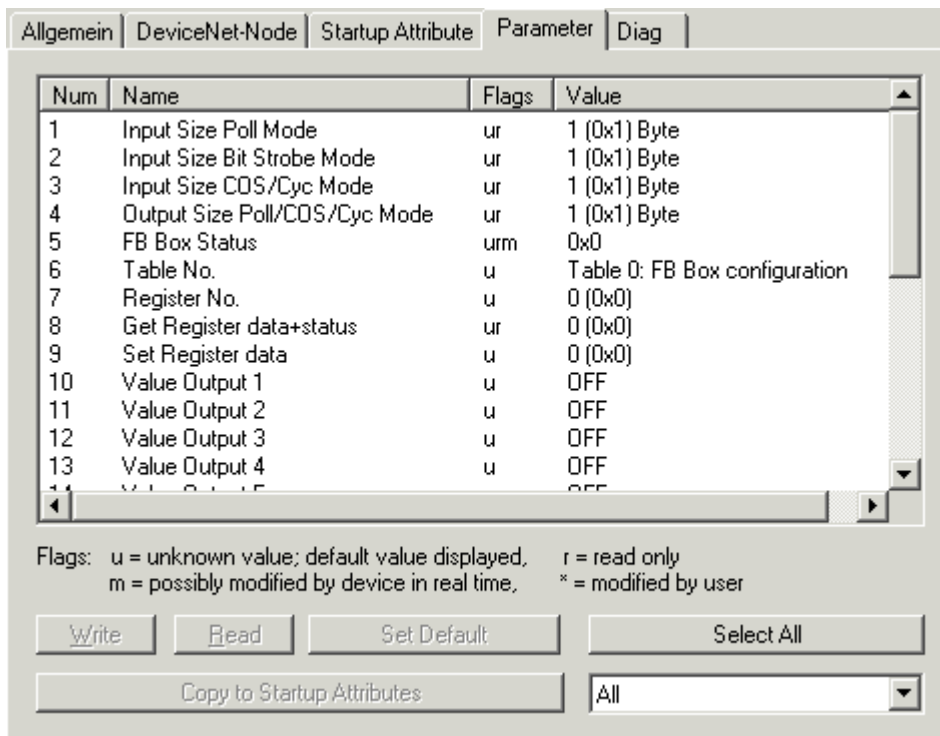 Allgemein DeviceNet-Node Startup Attribute Parameter Diag
Num Name Flags Value
1 Input Size Poll Mode ur 1 (0x1) Byte
2 Input Size Bit Strobe Mode ur 1 (0x1) Byte
3 Input Size COS/Cyc Mode ur 1 (0x1) Byte
4 Output Size Poll/COS/Cyc Mode ur 1 (0x1) Byte
5 FB Box Status urm 0x0
6 Table No. u Table 0: FB Box configuration
7 Register No. u 0 (0x0)
8 Get Register data+status ur 0 (0x0)
9 Set Register data u 0 (0x0)
10 Value Output 1 u OFF
11 Value Output 2 u OFF
12 Value Output 3 u OFF
13 Value Output 4 u OFF
Flags: u = unknown value; default value displayed, r = read only
m = possibly modified by device in real time, * = modified by user
Write Read Set Default Select All
Copy to Startup Attributes All